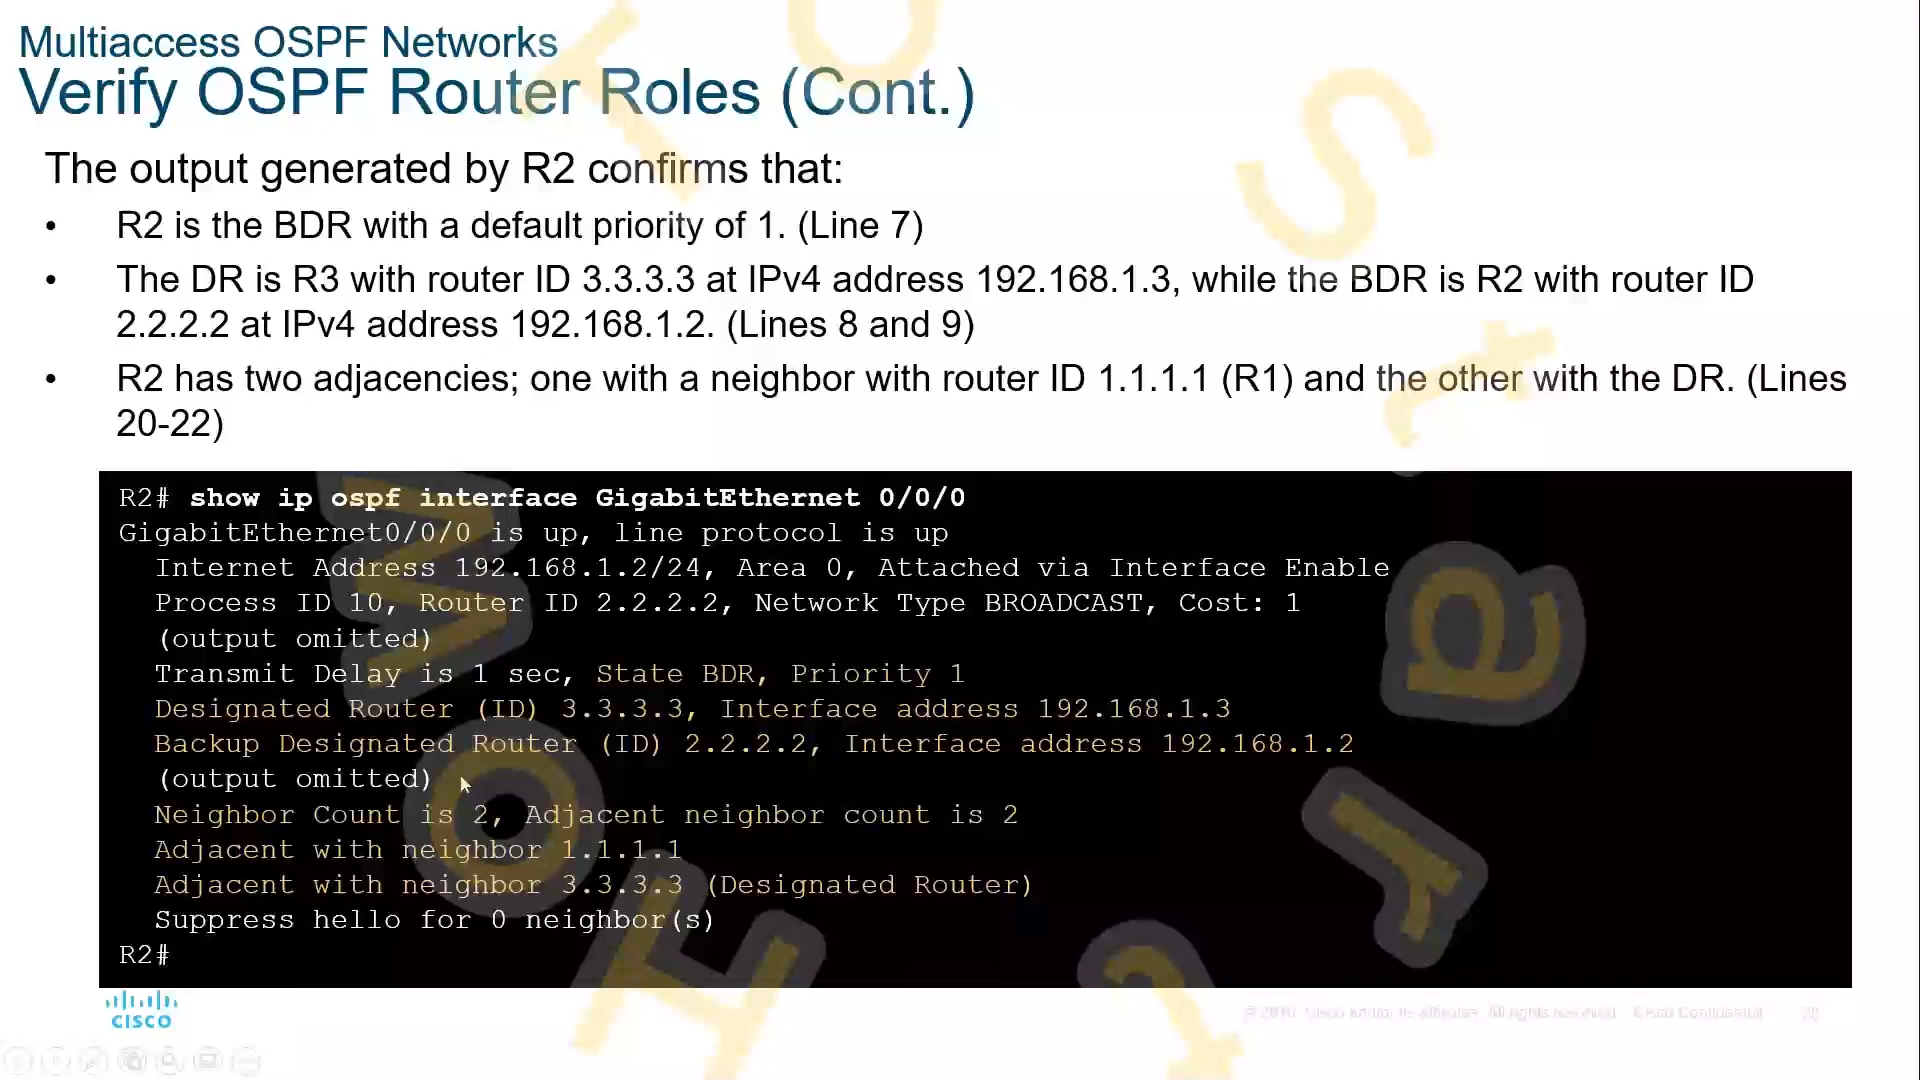 Multiaccess OSPF Networks
Verify OSPF Router Roles (Cont.)
The output generated by R2 confirms that:
• R2 is the BDR with a default priority of 1. (Line 7)
• The DR is R3 with router ID 3.3.3.3 at IPv4 address 192.168.1.3, while the BDR is R2 with router ID
2.2.2.2 at IPv4 address 192.168.1.2. (Lines 8 and 9)
• R2 has two adjacencies; one with a neighbor with router ID 1.1.1.1 (R1) and the other with the DR. (Lines
20-22)
R2# show ip ospf interface GigabitEthernet 0/0/0
GigabitEthernet0/0/0 is up, line protocol is up
Internet Address 192.168.1.2/24, Area 0, Attached via Interface Enable
Process ID 10, Router ID 2.2.2.2, Network Type BROADCAST, Cost: 1
(output omitted)
Transmit Delay is 1 sec, State BDR, Priority 1
Designated Router (ID) 3.3.3.3, Interface address 192.168.1.3
Backup Designated Router (ID) 2.2.2.2, Interface address 192.168.1.2
(output omitted)
Neighbor Count is 2, Adjacent neighbor count is 2
Adjacent with neighbor 1.1.1.1
Adjacent with neighbor 3.3.3.3 (Designated Router)
Suppress hello for 0 neighbor(s)
R2#
CISCO
Cisco and/or its affiliates. All rights reserved. Cisco Confidential